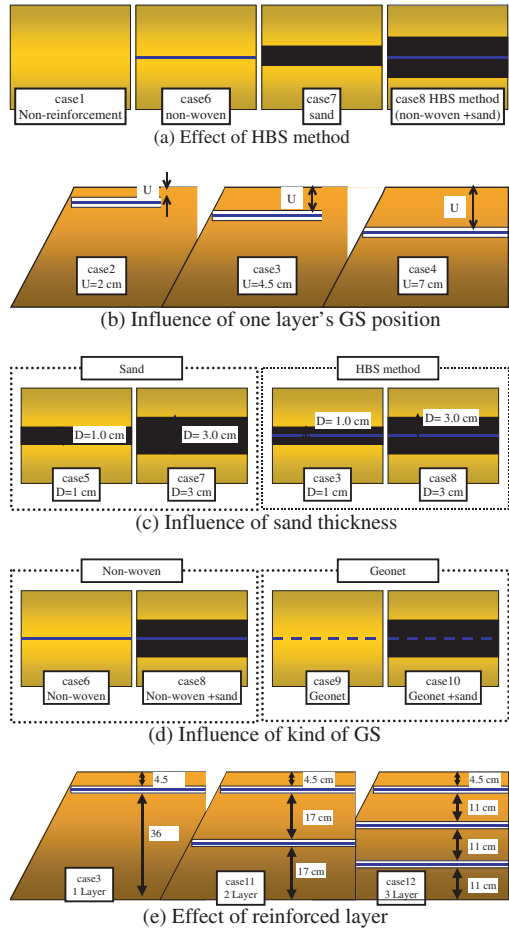 case1
Non-reinforcement
case6
non-woven
case7
sand
case8 HBS method
(non-woven +sand)
(a) Effect of HBS method
U
U
U
case2
U=2 cm
case3
U=4.5 cm
case4
U=7 cm
(b) Influence of one layer's GS position
Sand
HBS method
D=1.0 cm
D= 3.0 cm
D= 1.0 cm
D= 3.0 cm
case5
D=1 cm
case7
D=3 cm
case3
D=1 cm
case8
D=3 cm
(c) Influence of sand thickness
Non-woven
Geonet
case6
Non-woven
case8
Non-woven +sand
case9
Geonet
case10
Geonet +sand
(d) Influence of kind of GS
4.5
4.5 cm
4.5 cm
36
17 cm
17 cm
11 cm
11 cm
11 cm
case3
1 Layer
case11
2 Layer
case12
3 Layer
(e) Effect of reinforced layer